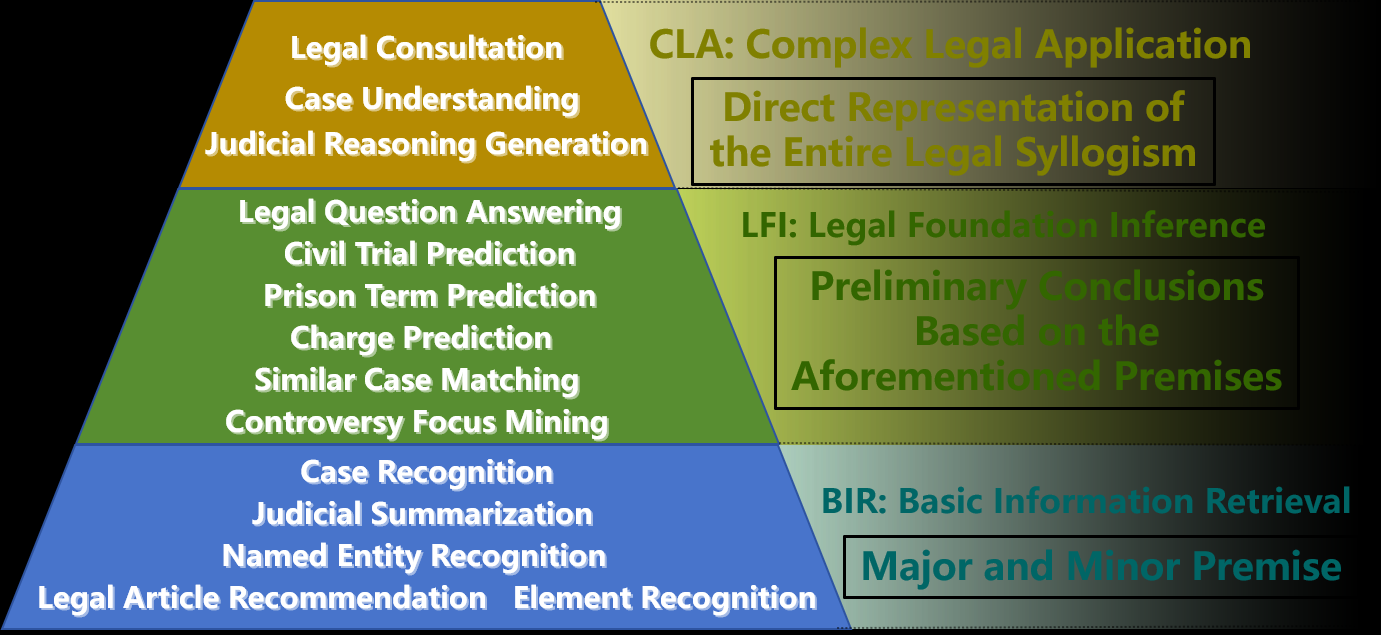 Legal Consultation
Case Understanding
Judicial Reasoning Generation
CLA: Complex Legal Application
Direct Representation of
the Entire Legal Syllogism
Legal Question Answering
Civil Trial Prediction
Prison Term Prediction
Charge Prediction
Similar Case Matching
Controversy Focus Mining
LFI: Legal Foundation Inference
Preliminary Conclusions
Based on the
Aforementioned Premises
Case Recognition
Judicial Summarization
Named Entity Recognition
Legal Article Recommendation Element Recognition
BIR: Basic Information Retrieval
Major and Minor Premise